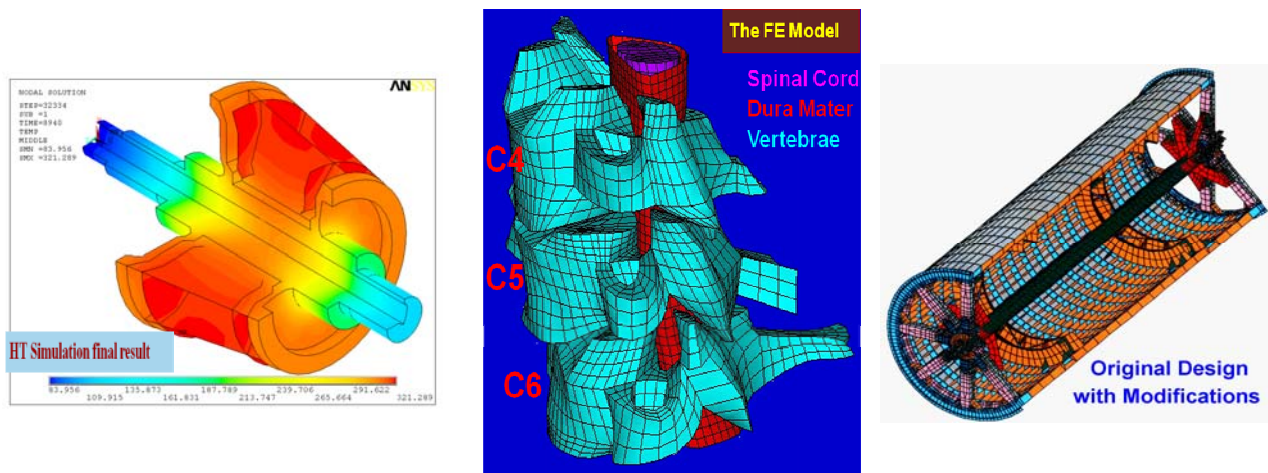 ANSYS
NODAL SOLUTION
STEP=32334
SUB =1
TIME=8940
TEMP
MIDDLE
SMN =83.956
SMX =321.289
HT Simulation final result
83.956 135.873 187.789 239.706 291.622
109.915 161.831 213.747 265.664 321.289
The FE Model
Spinal Cord
Dura Mater
Vertebrae
C4
C5
C6
Original Design
with Modifications